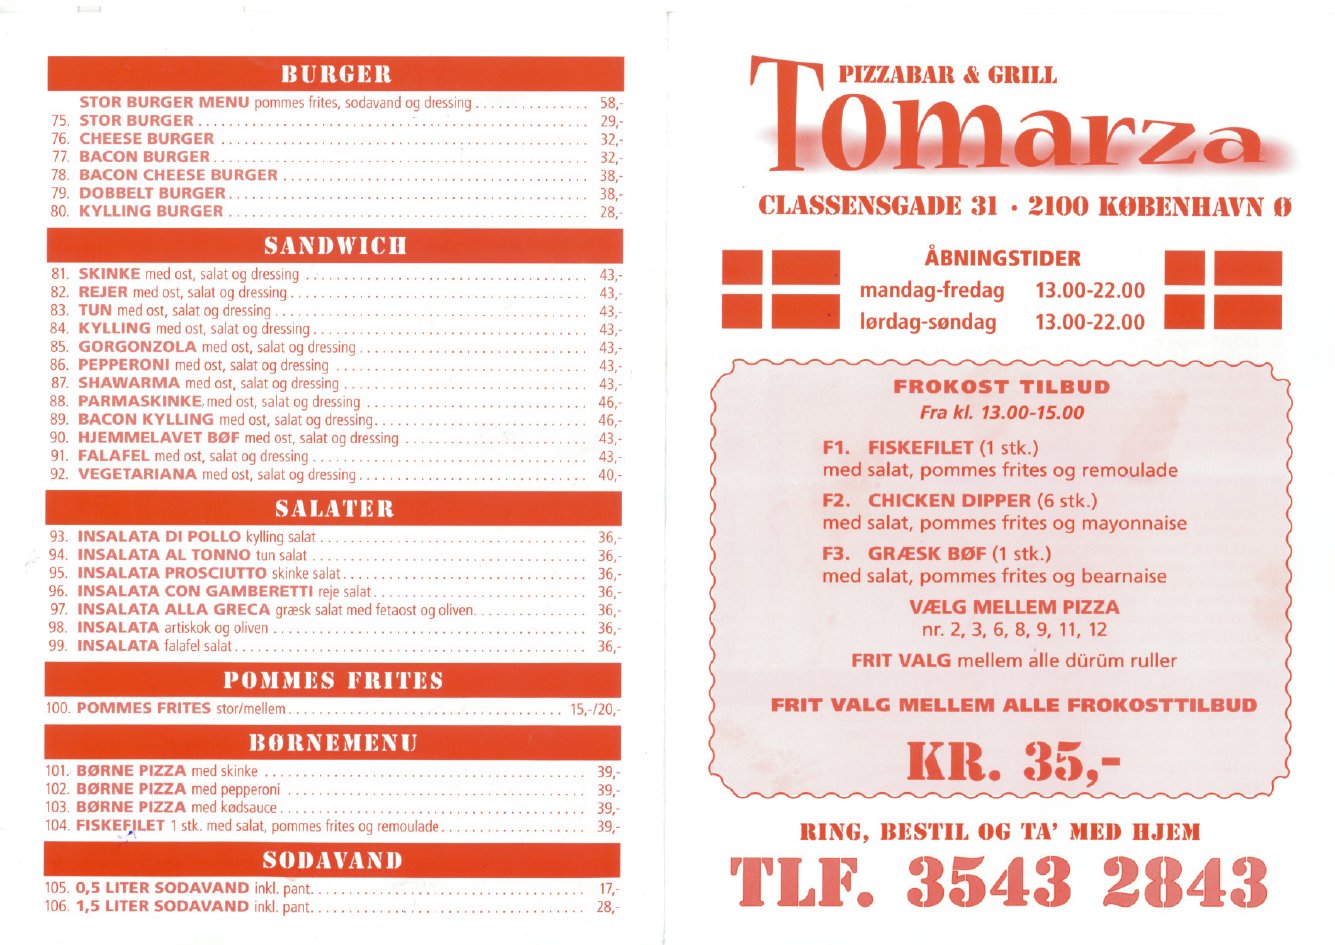 BURGER
STOR BURGER MENU pommes frites, sodavand og dressing 58,-
75. STOR BURGER 29,-
76. CHEESE BURGER 32,-
77. BACON BURGER 32,-
78. BACON CHEESE BURGER 38,-
79. DOBBELT BURGER 38,-
80. KYLLING BURGER 28,-
SANDWICH
81. SKINKE med ost, salat og dressing 43,-
82. REJER med ost, salat og dressing 43,-
83. TUN med ost, salat og dressing 43,-
84. KYLLING med ost, salat og dressing 43,-
85. GORGONZOLA med ost, salat og dressing 43,-
86. PEPPERONI med ost, salat og dressing 43,-
87. SHAWARMA med ost, salat og dressing 43,-
88. PARMASKINKE, med ost, salat og dressing 46,-
89. BACON KYLLING med ost, salat og dressing 46,-
90. HJEMMELAVET BØF med ost, salat og dressing 43,-
91. FALAFEL med ost, salat og dressing 43,-
92. VEGETARIANA med ost, salat og dressing 40,-
SALATER
93. INSALATA DI POLLO kylling salat 36,-
94. INSALATA AL TONNO tun salat 36,-
95. INSALATA PROSCIUTTO skinke salat 36,-
96. INSALATA CON GAMBERETTI reje salat 36,-
97. INSALATA ALLA GRECA græsk salat med fetaost og oliven 36,-
98. INSALATA artiskok og oliven 36,-
99. INSALATA falafel salat 36,-
POMMES FRITES
100. POMMES FRITES stor/mellem 15,-/20,-
BØRNEMENU
101. BØRNE PIZZA med skinke 39,-
102. BØRNE PIZZA med pepperoni 39,-
103. BØRNE PIZZA med kødsauce 39,-
104. FISKEFILET 1 stk. med salat, pommes frites og remoulade 39,-
SODAVAND
105. 0,5 LITER SODAVAND inkl. pant. 17,-
106. 1,5 LITER SODAVAND inkl. pant. 28,-
PIZZABAR & GRILL
Tomarza
CLASSENSGADE 31 · 2100 KØBENHAVN Ø
ÅBNINGSTIDER
mandag-fredag 13.00-22.00
lørdag-søndag 13.00-22.00
FROKOST TILBUD
Fra kl. 13.00-15.00
F1. FISKEFILET (1 stk.)
med salat, pommes frites og remoulade
F2. CHICKEN DIPPER (6 stk.)
med salat, pommes frites og mayonnaise
F3. GRÆSK BØF (1 stk.)
med salat, pommes frites og bearnaise
VÆLG MELLEM PIZZA
nr. 2, 3, 6, 8, 9, 11, 12
FRIT VALG mellem alle dürüm ruller
FRIT VALG MELLEM ALLE FROKOSTTILBUD
KR. 35,-
RING, BESTIL OG TA' MED HJEM
TLF. 3543 2843